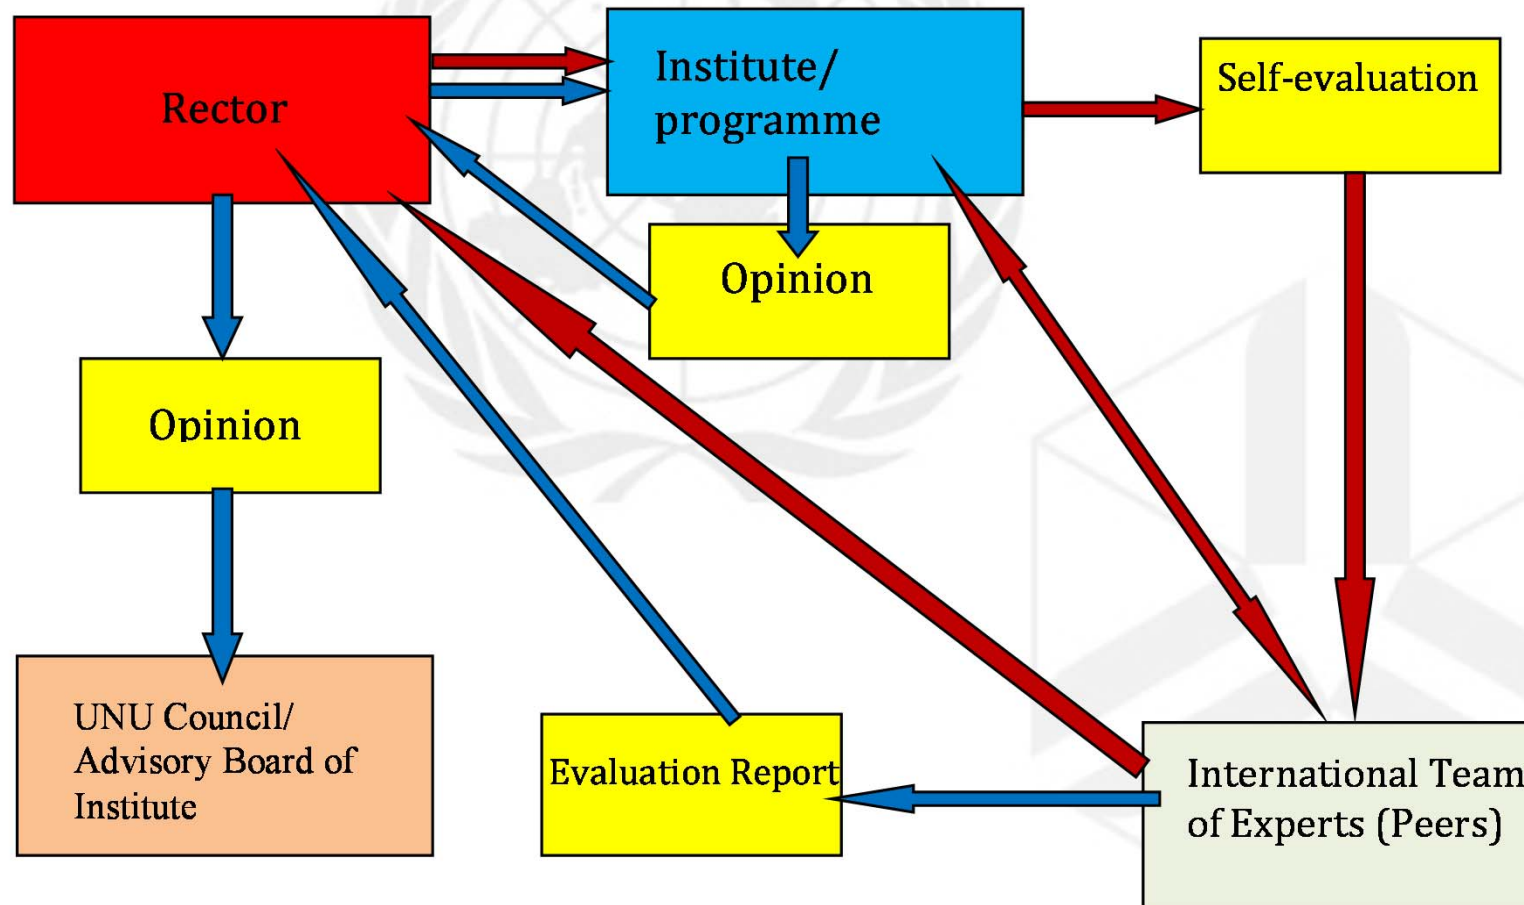 Rector
Institute/
programme
Self-evaluation
Opinion
Opinion
UNU Council/
Advisory Board of
Institute
Evaluation Report
International Team
of Experts (Peers)